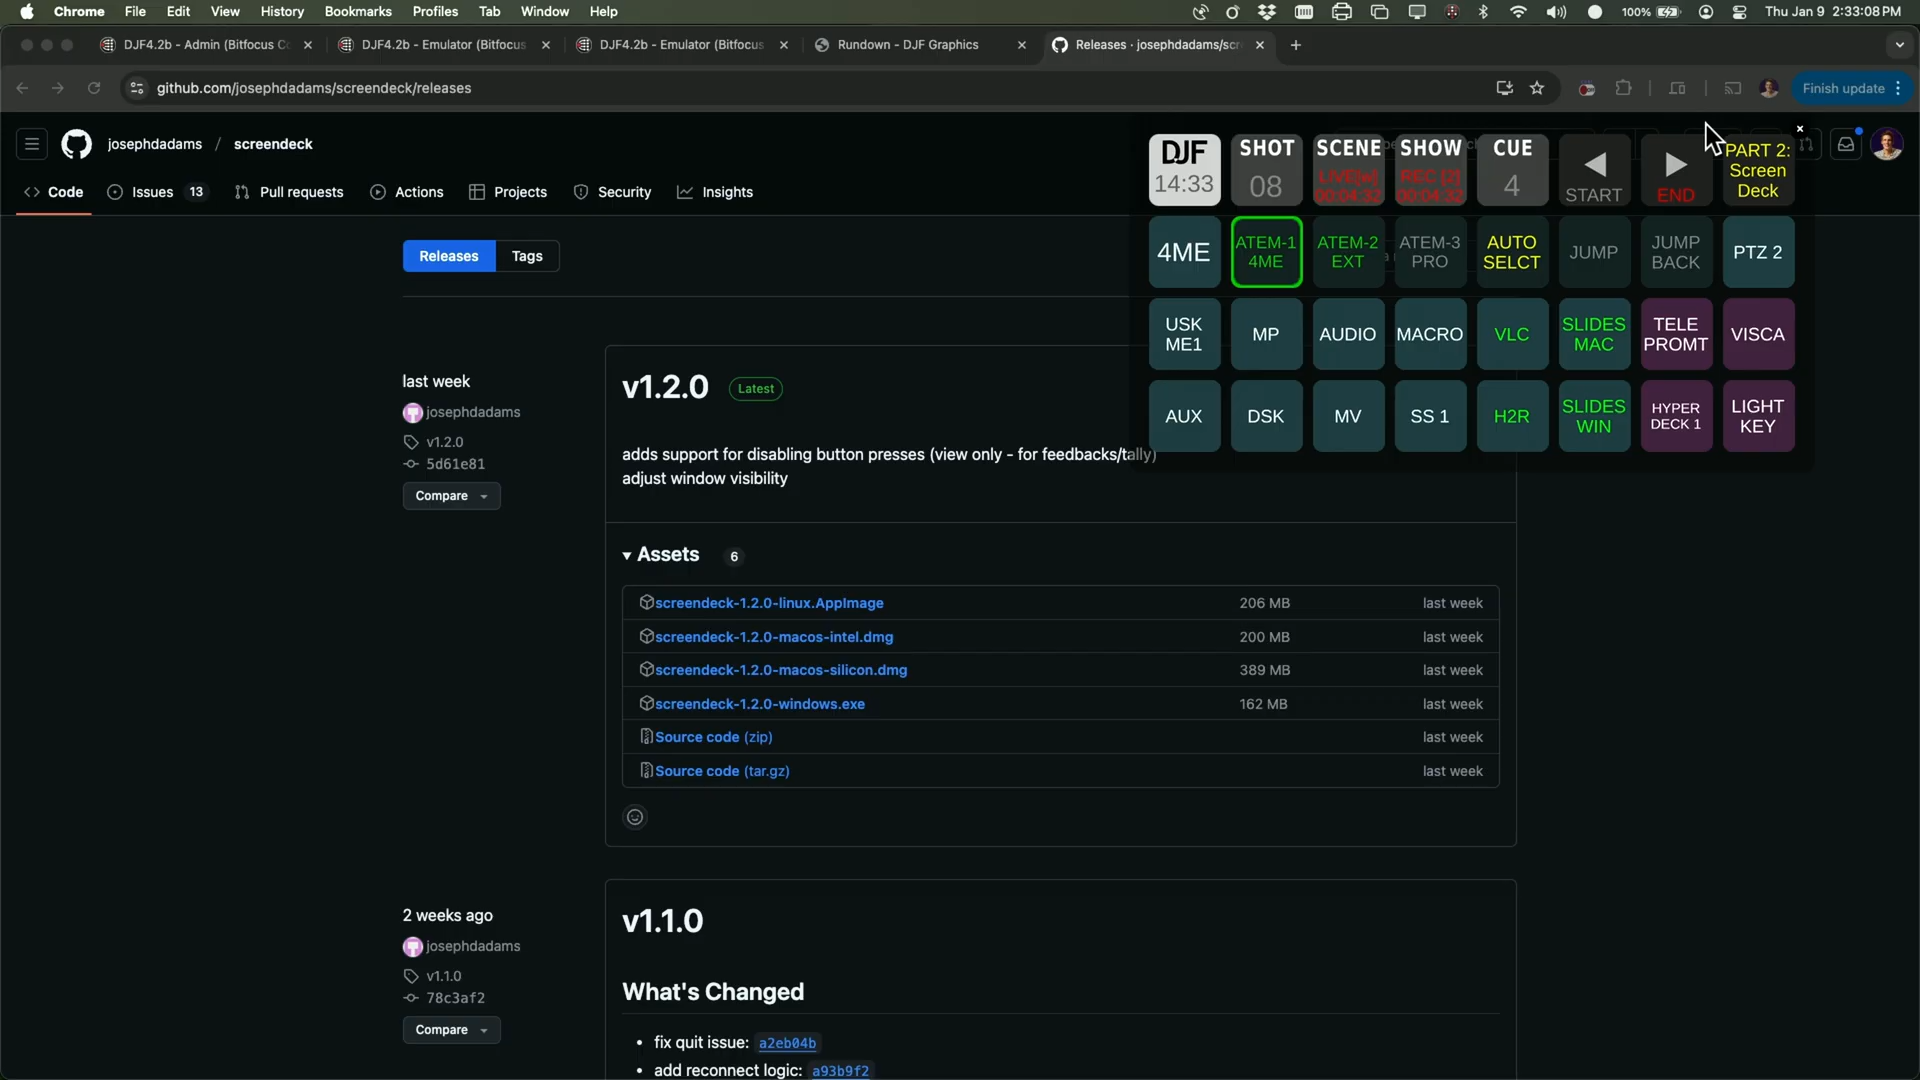 Chrome File Edit View History Bookmarks Profiles Tab Window Help 100% Thu Jan 9 2:33:08 PM
DJF4.2b - Admin (Bitfocus Co DJF4.2b - Emulator (Bitfocus DJF4.2b - Emulator (Bitfocus Rundown - DJF Graphics Releases · josephdadams/scr
github.com/josephdadams/screendeck/releases Finish update
josephdadams / screendeck
Code Issues 13 Pull requests Actions Projects Security Insights
DJF 14:33
SHOT 08
SCENE LIVE[w] 00:04:32
SHOW REC [2] 00:04:32
CUE 4
START
END
PART 2: Screen Deck
4ME
ATEM-1 4ME
ATEM-2 EXT
ATEM-3 PRO
AUTO SELCT
JUMP
JUMP BACK
PTZ 2
USK ME1
MP
AUDIO
MACRO
VLC
SLIDES MAC
TELE PROMT
VISCA
AUX
DSK
MV
SS 1
H2R
SLIDES WIN
HYPER DECK 1
LIGHT KEY
Releases Tags
last week
josephdadams
v1.2.0
5d61e81
Compare
v1.2.0 Latest
adds support for disabling button presses (view only - for feedbacks/tally)
adjust window visibility
Assets 6
screendeck-1.2.0-linux.AppImage 206 MB last week
screendeck-1.2.0-macos-intel.dmg 200 MB last week
screendeck-1.2.0-macos-silicon.dmg 389 MB last week
screendeck-1.2.0-windows.exe 162 MB last week
Source code (zip) last week
Source code (tar.gz) last week
2 weeks ago
josephdadams
v1.1.0
78c3af2
Compare
v1.1.0
What's Changed
• fix quit issue: a2eb04b
• add reconnect logic: a93b9f2